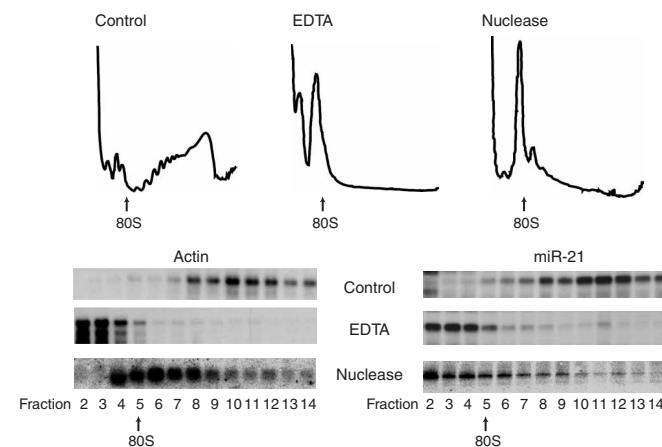 Control EDTA Nuclease
80S 80S 80S
Actin miR-21
Control
EDTA
Nuclease
Fraction 2 3 4 5 6 7 8 9 10 11 12 13 14 Fraction 2 3 4 5 6 7 8 9 10 11 12 13 14
80S 80S